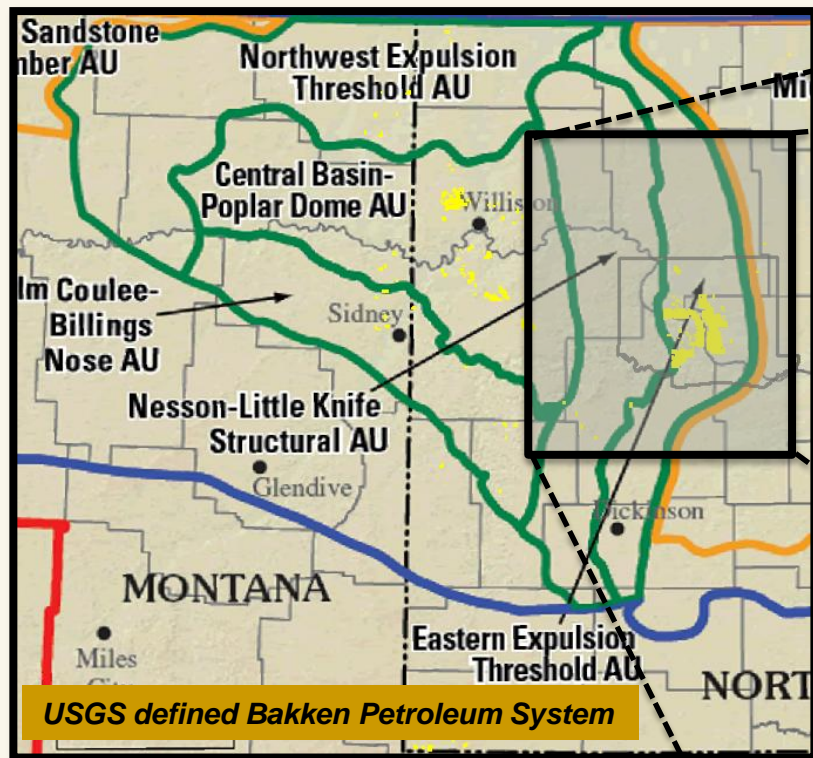 Sandstone
nber AU
Northwest Expulsion
Threshold AU
Mi
Central Basin-
Poplar Dome AU
Williston
lm Coulee-
Billings
Nose AU
Sidney
Nesson-Little Knife
Structural AU
Glendive
Dickinson
MONTANA
Miles
Eastern Expulsion
Threshold AU
NORT
USGS defined Bakken Petroleum System